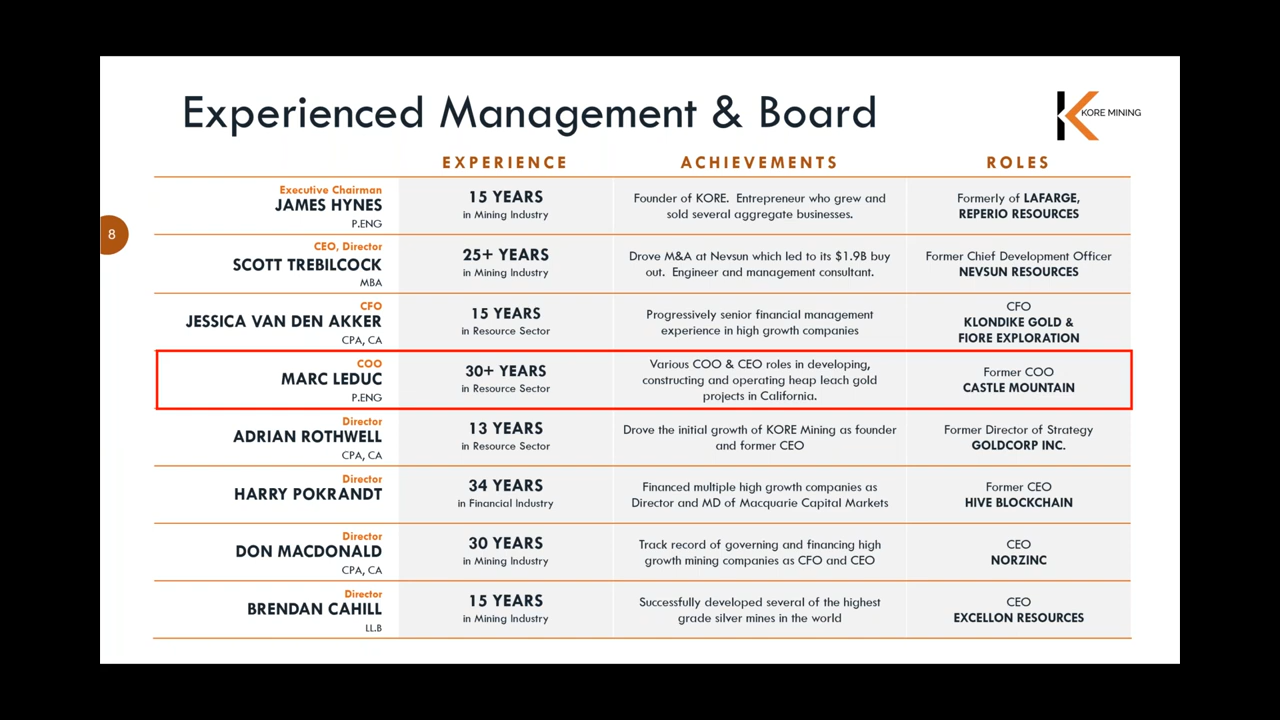 Experienced Management & Board
KORE MINING
EXPERIENCE ACHIEVEMENTS ROLES
8
Executive Chairman
JAMES HYNES
P.ENG
15 YEARS
in Mining Industry
Founder of KORE. Entrepreneur who grew and
sold several aggregate businesses.
Formerly of LAFARGE,
REPERIO RESOURCES
CEO, Director
SCOTT TREBILCOCK
MBA
25+ YEARS
in Mining Industry
Drove M&A at Nevsun which led to its $1.9B buy
out. Engineer and management consultant.
Former Chief Development Officer
NEVSUN RESOURCES
CFO
JESSICA VAN DEN AKKER
CPA, CA
15 YEARS
in Resource Sector
Progressively senior financial management
experience in high growth companies
CFO
KLONDIKE GOLD &
FIORE EXPLORATION
COO
MARC LEDUC
P.ENG
30+ YEARS
in Resource Sector
Various COO & CEO roles in developing,
constructing and operating heap leach gold
projects in California.
Former COO
CASTLE MOUNTAIN
Director
ADRIAN ROTHWELL
CPA, CA
13 YEARS
in Resource Sector
Drove the initial growth of KORE Mining as founder
and former CEO
Former Director of Strategy
GOLDCORP INC.
Director
HARRY POKRANDT
34 YEARS
in Financial Industry
Financed multiple high growth companies as
Director and MD of Macquarie Capital Markets
Former CEO
HIVE BLOCKCHAIN
Director
DON MACDONALD
CPA, CA
30 YEARS
in Mining Industry
Track record of governing and financing high
growth mining companies as CFO and CEO
CEO
NORZINC
Director
BRENDAN CAHILL
LL.B
15 YEARS
in Mining Industry
Successfully developed several of the highest
grade silver mines in the world
CEO
EXCELLON RESOURCES